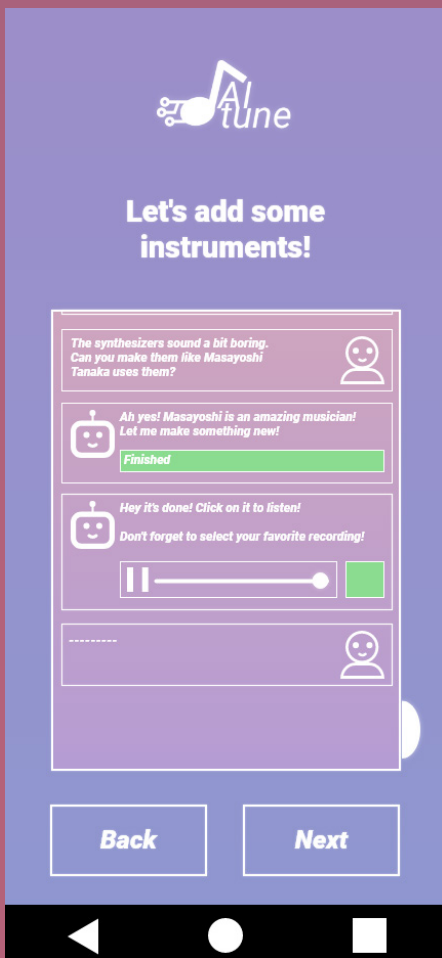 AI
tune
Let's add some
instruments!
The synthesizers sound a bit boring.
Can you make them like Masayoshi
Tanaka uses them?
Ah yes! Masayoshi is an amazing musician!
Let me make something new!
Finished
Hey it's done! Click on it to listen!
Don't forget to select your favorite recording!
---------
Back
Next